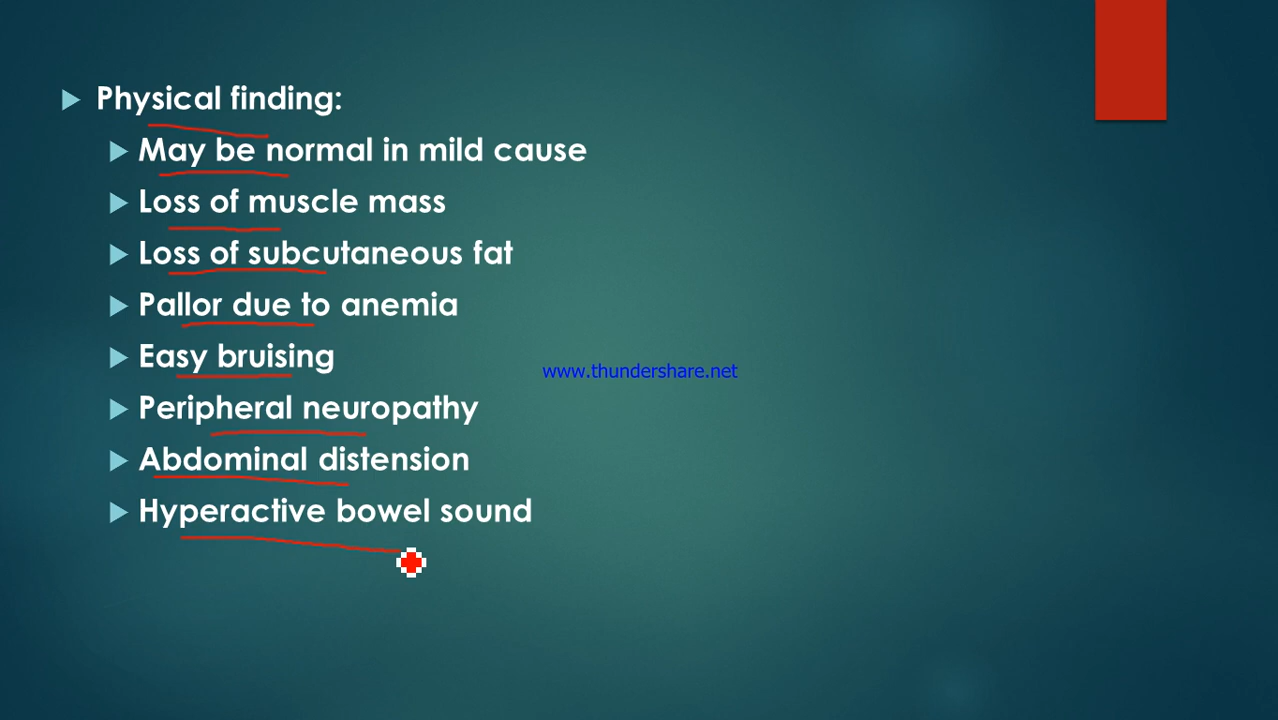 Physical finding:
May be normal in mild cause
Loss of muscle mass
Loss of subcutaneous fat
Pallor due to anemia
Easy bruising
www.thundershare.net
Peripheral neuropathy
Abdominal distension
Hyperactive bowel sound